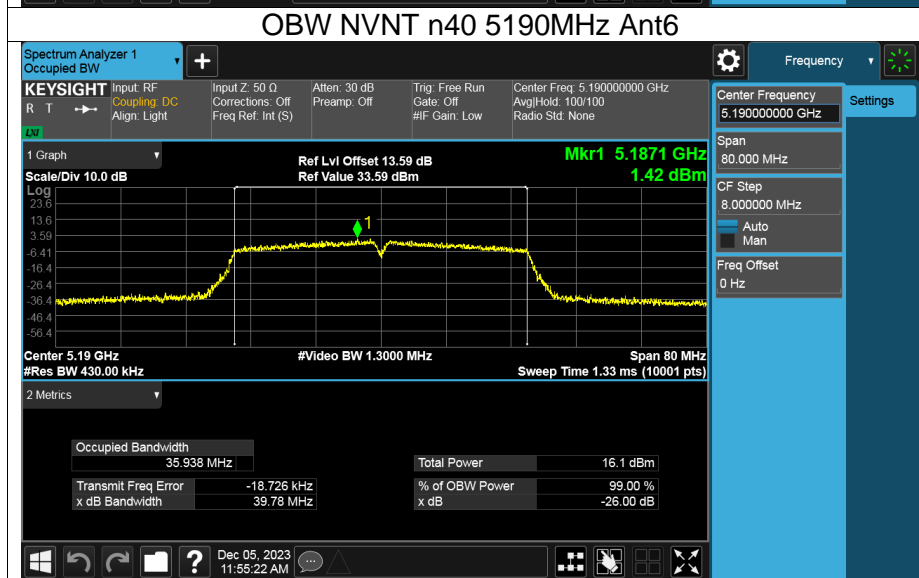 OBW NVNT n40 5190MHz Ant6
Spectrum Analyzer 1
Occupied BW
+
Frequency
KEYSIGHT
R T
LXI
Input: RF
Coupling: DC
Align: Light
Input Z: 50 Ω
Corrections: Off
Freq Ref: Int (S)
Atten: 30 dB
Preamp: Off
Trig: Free Run
Gate: Off
#IF Gain: Low
Center Freq: 5.190000000 GHz
Avg|Hold: 100/100
Radio Std: None
Center Frequency
5.190000000 GHz
Settings
Span
80.000 MHz
CF Step
8.000000 MHz
Auto
Man
Freq Offset
0 Hz
1 Graph
Scale/Div 10.0 dB
Ref Lvl Offset 13.59 dB
Ref Value 33.59 dBm
Mkr1 5.1871 GHz
1.42 dBm
Log
23.6
13.6
3.59
-6.41
-16.4
-26.4
-36.4
-46.4
-56.4
1
Center 5.19 GHz
#Res BW 430.00 kHz
#Video BW 1.3000 MHz
Span 80 MHz
Sweep Time 1.33 ms (10001 pts)
2 Metrics
Occupied Bandwidth
35.938 MHz
Total Power 16.1 dBm
Transmit Freq Error -18.726 kHz
% of OBW Power 99.00 %
x dB Bandwidth 39.78 MHz
x dB -26.00 dB
?
Dec 05, 2023
11:55:22 AM